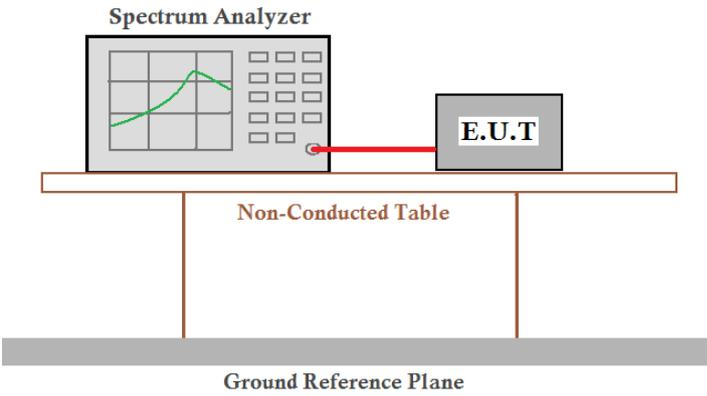 Spectrum Analyzer
E.U.T
Non-Conducted Table
Ground Reference Plane